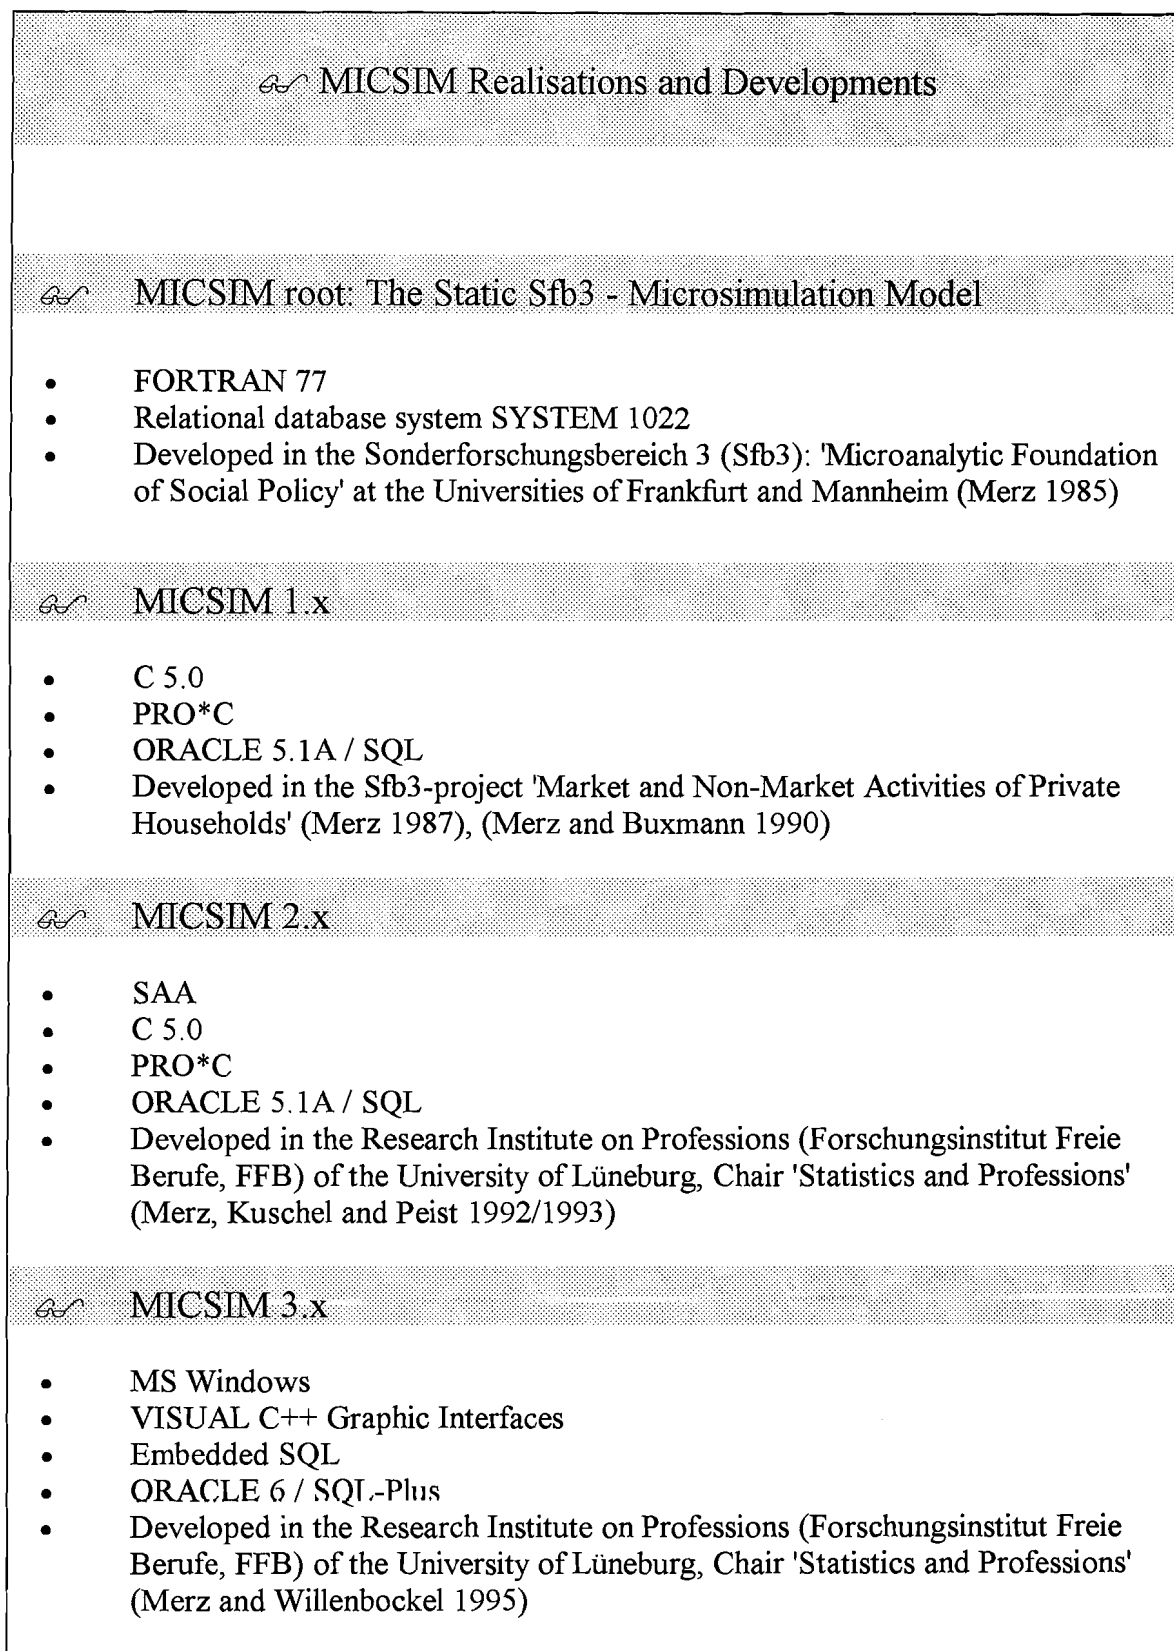 MICSIM Realisations and Developments
MICSIM root: The Static Sfb3 - Microsimulation Model
• FORTRAN 77
• Relational database system SYSTEM 1022
• Developed in the Sonderforschungsbereich 3 (Sfb3): 'Microanalytic Foundation
of Social Policy' at the Universities of Frankfurt and Mannheim (Merz 1985)
MICSIM 1.x
• C 5.0
• PRO*C
• ORACLE 5.1A / SQL
• Developed in the Sfb3-project 'Market and Non-Market Activities of Private
Households' (Merz 1987), (Merz and Buxmann 1990)
MICSIM 2.x
• SAA
• C 5.0
• PRO*C
• ORACLE 5.1A / SQL
• Developed in the Research Institute on Professions (Forschungsinstitut Freie
Berufe, FFB) of the University of Lüneburg, Chair 'Statistics and Professions'
(Merz, Kuschel and Peist 1992/1993)
MICSIM 3.x
• MS Windows
• VISUAL C++ Graphic Interfaces
• Embedded SQL
• ORACLE 6 / SQL-Plus
• Developed in the Research Institute on Professions (Forschungsinstitut Freie
Berufe, FFB) of the University of Lüneburg, Chair 'Statistics and Professions'
(Merz and Willenbockel 1995)